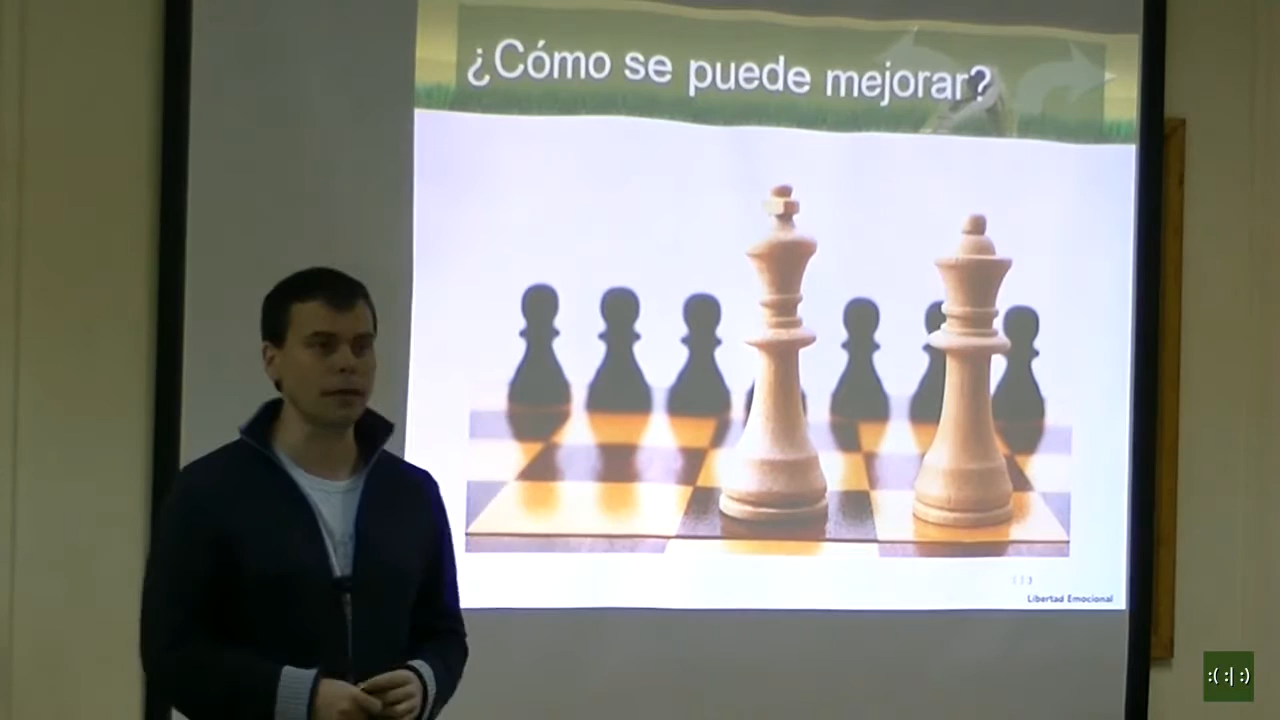 ¿Cómo se puede mejorar?
: | )
Libertad Emocional
:( :| :)